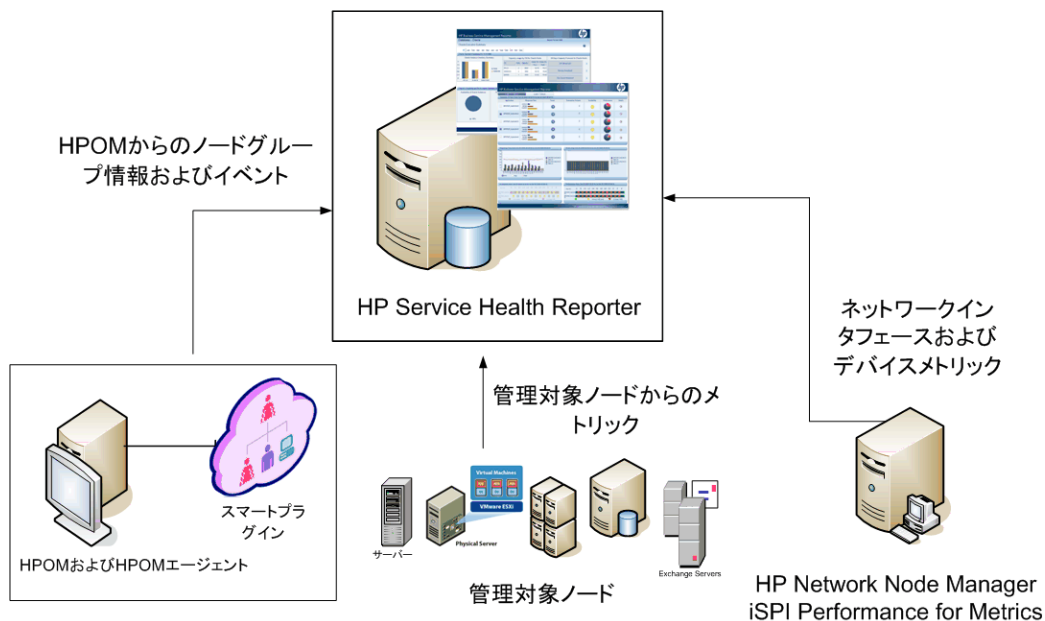 HPOMからのノードグルー
プ情報およびイベント
HP Service Health Reporter
ネットワークイン
タフェースおよび
デバイスメトリック
管理対象ノードからのメ
トリック
スマートプラ
グイン
HPOMおよびHPOMエージェント
サーバー
Virtual Machines
VMware ESXi
Physical Server
Exchange Servers
管理対象ノード
HP Network Node Manager
iSPI Performance for Metrics